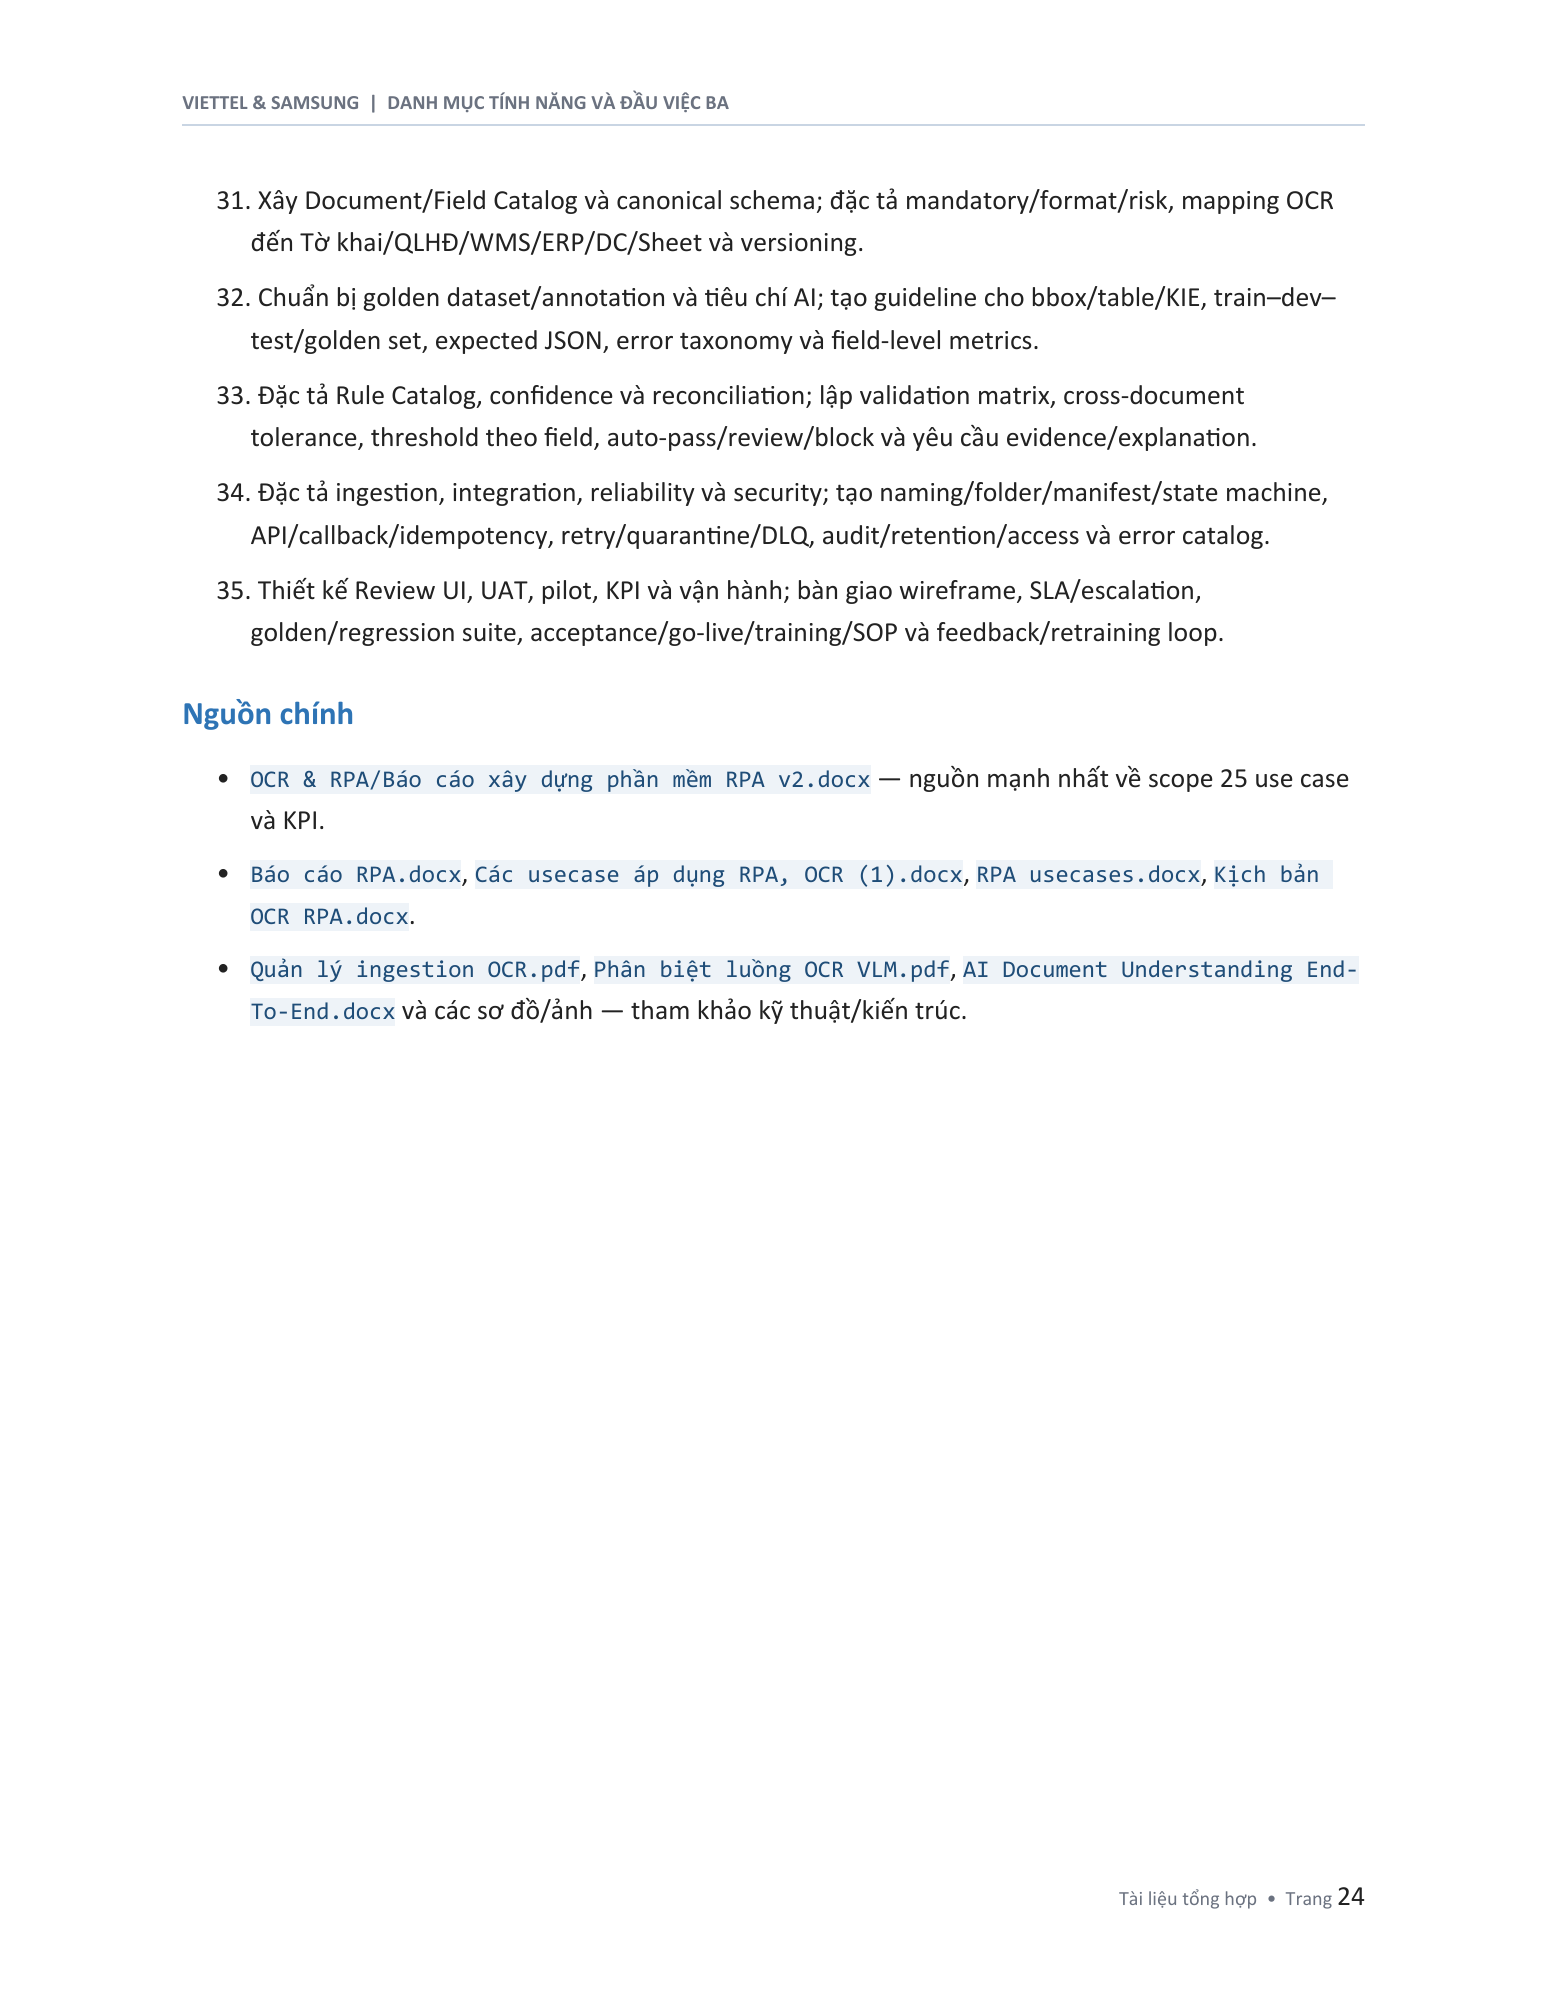 VIETTEL & SAMSUNG | DANH MỤC TÍNH NĂNG VÀ ĐẦU VIỆC BA
31. Xây Document/Field Catalog và canonical schema; đặc tả mandatory/format/risk, mapping OCR
đến Tờ khai/QLHĐ/WMS/ERP/DC/Sheet và versioning.
32. Chuẩn bị golden dataset/annotation và tiêu chí AI; tạo guideline cho bbox/table/KIE, train–dev–
test/golden set, expected JSON, error taxonomy và field-level metrics.
33. Đặc tả Rule Catalog, confidence và reconciliation; lập validation matrix, cross-document
tolerance, threshold theo field, auto-pass/review/block và yêu cầu evidence/explanation.
34. Đặc tả ingestion, integration, reliability và security; tạo naming/folder/manifest/state machine,
API/callback/idempotency, retry/quarantine/DLQ, audit/retention/access và error catalog.
35. Thiết kế Review UI, UAT, pilot, KPI và vận hành; bàn giao wireframe, SLA/escalation,
golden/regression suite, acceptance/go-live/training/SOP và feedback/retraining loop.
Nguồn chính
• OCR & RPA/Báo cáo xây dựng phần mềm RPA v2.docx — nguồn mạnh nhất về scope 25 use case
và KPI.
• Báo cáo RPA.docx, Các usecase áp dụng RPA, OCR (1).docx, RPA usecases.docx, Kịch bản
OCR RPA.docx.
• Quản lý ingestion OCR.pdf, Phân biệt luồng OCR VLM.pdf, AI Document Understanding End-
To-End.docx và các sơ đồ/ảnh — tham khảo kỹ thuật/kiến trúc.
Tài liệu tổng hợp • Trang 24